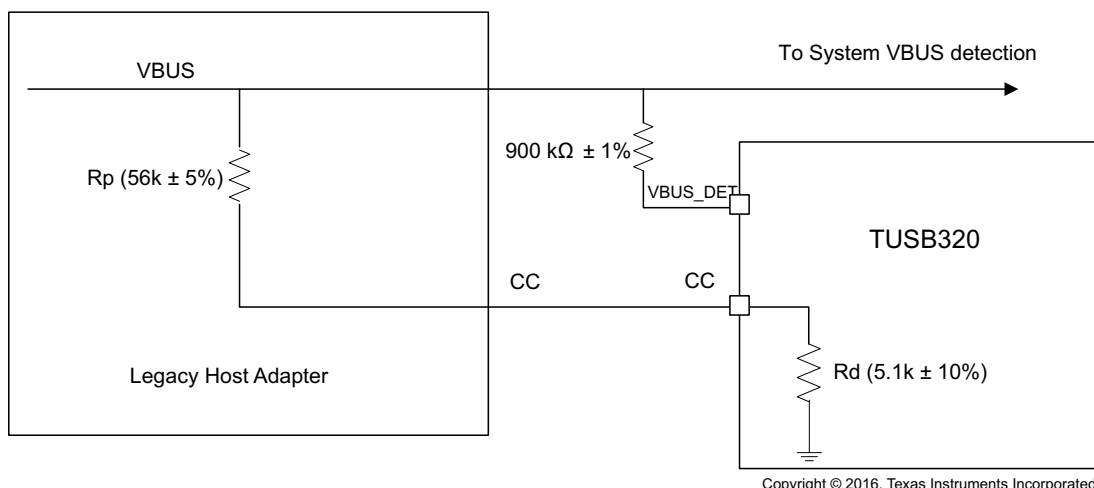 To System VBUS detection
VBUS
900 kΩ ± 1%
Rp (56k ± 5%)
VBUS_DET
TUSB320
CC
CC
Legacy Host Adapter
Rd (5.1k ± 10%)
Copyright © 2016, Texas Instruments Incorporated